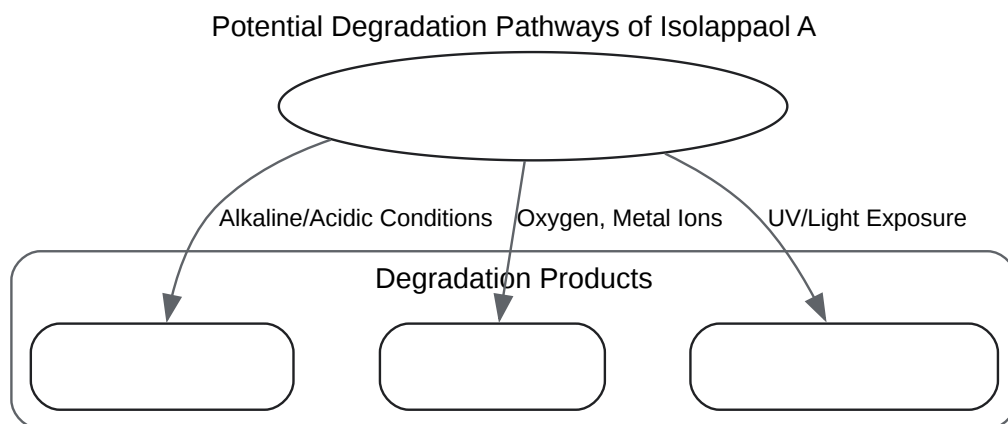 Potential Degradation Pathways of Isolappaol A
Alkaline/Acidic Conditions
Oxygen, Metal Ions
UV/Light Exposure
Degradation Products